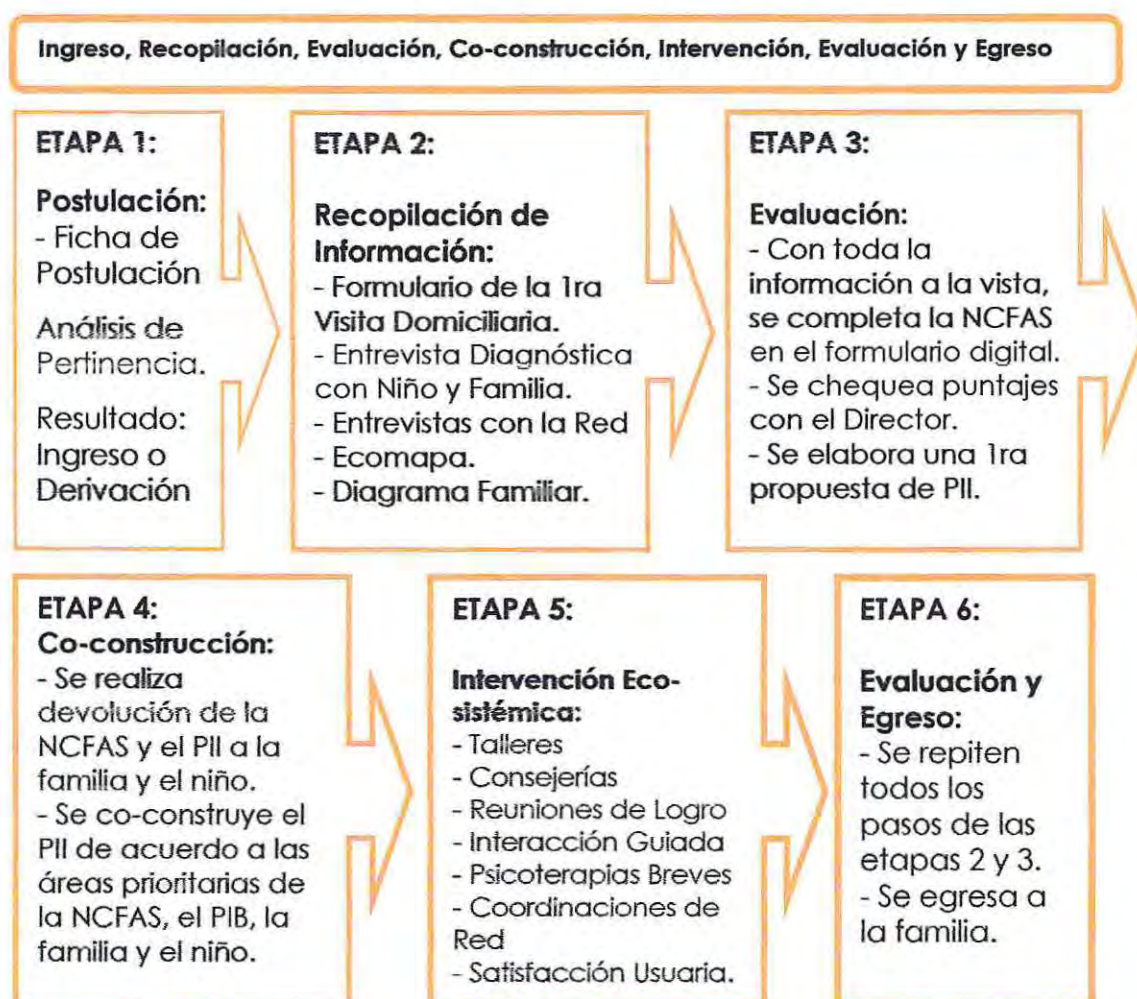 Ingreso, Recopilación, Evaluación, Co-construcción, Intervención, Evaluación y Egreso
ETAPA 1:
Postulación:
- Ficha de
Postulación
Análisis de
Pertinencia.
Resultado:
Ingreso o
Derivación
ETAPA 2:
Recopilación de
Información:
- Formulario de la 1ra
Visita Domiciliaria.
- Entrevista Diagnóstica
con Niño y Familia.
- Entrevistas con la Red
- Ecomapa.
- Diagrama Familiar.
ETAPA 3:
Evaluación:
- Con toda la
información a la vista,
se completa la NCFAS
en el formulario digital.
- Se chequea puntajes
con el Director.
- Se elabora una 1ra
propuesta de PII.
ETAPA 4:
Co-construcción:
- Se realiza
devolución de la
NCFAS y el PII a la
familia y el niño.
- Se co-construye el
PII de acuerdo a las
áreas prioritarias de
la NCFAS, el PIB, la
familia y el niño.
ETAPA 5:
Intervención Eco-
sistémica:
- Talleres
- Consejerías
- Reuniones de Logro
- Interacción Guiada
- Psicoterapias Breves
- Coordinaciones de
Red
- Satisfacción Usuaria.
ETAPA 6:
Evaluación y
Egreso:
- Se repiten
todos los
pasos de las
etapas 2 y 3.
- Se egresa a
la familia.